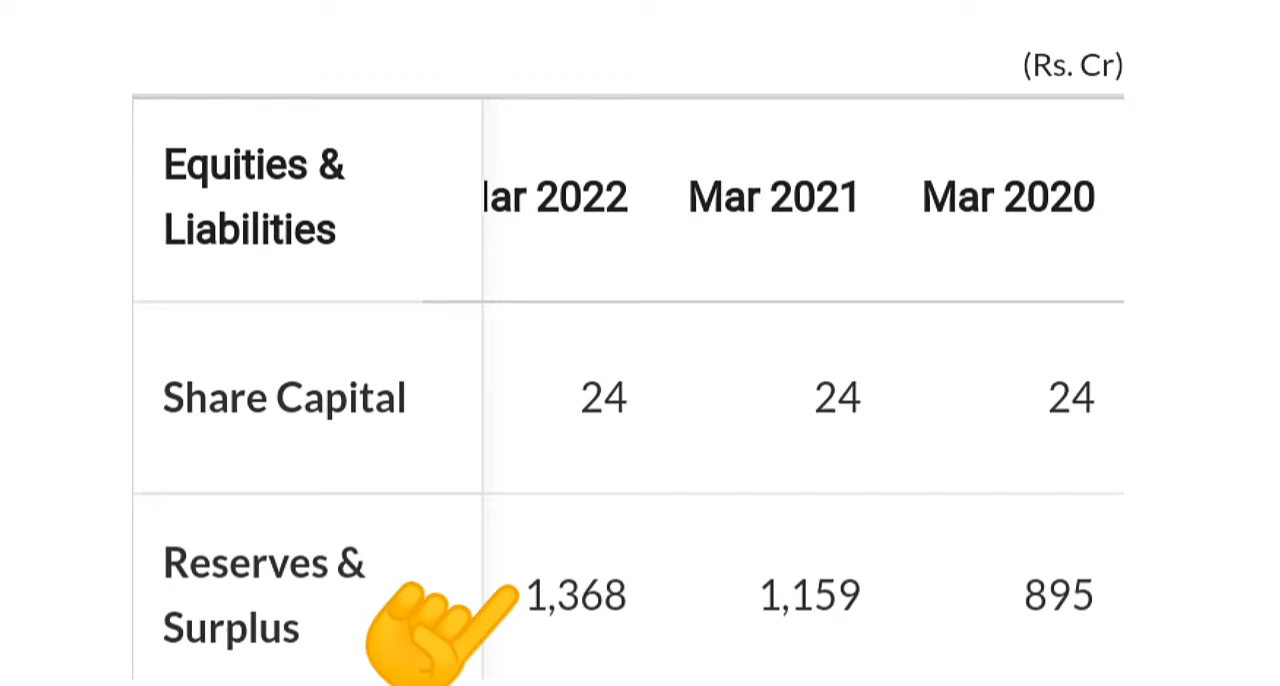 (Rs. Cr)
Equities &
Liabilities
ar 2022 Mar 2021 Mar 2020
Share Capital 24 24 24
Reserves &
Surplus
1,368 1,159 895